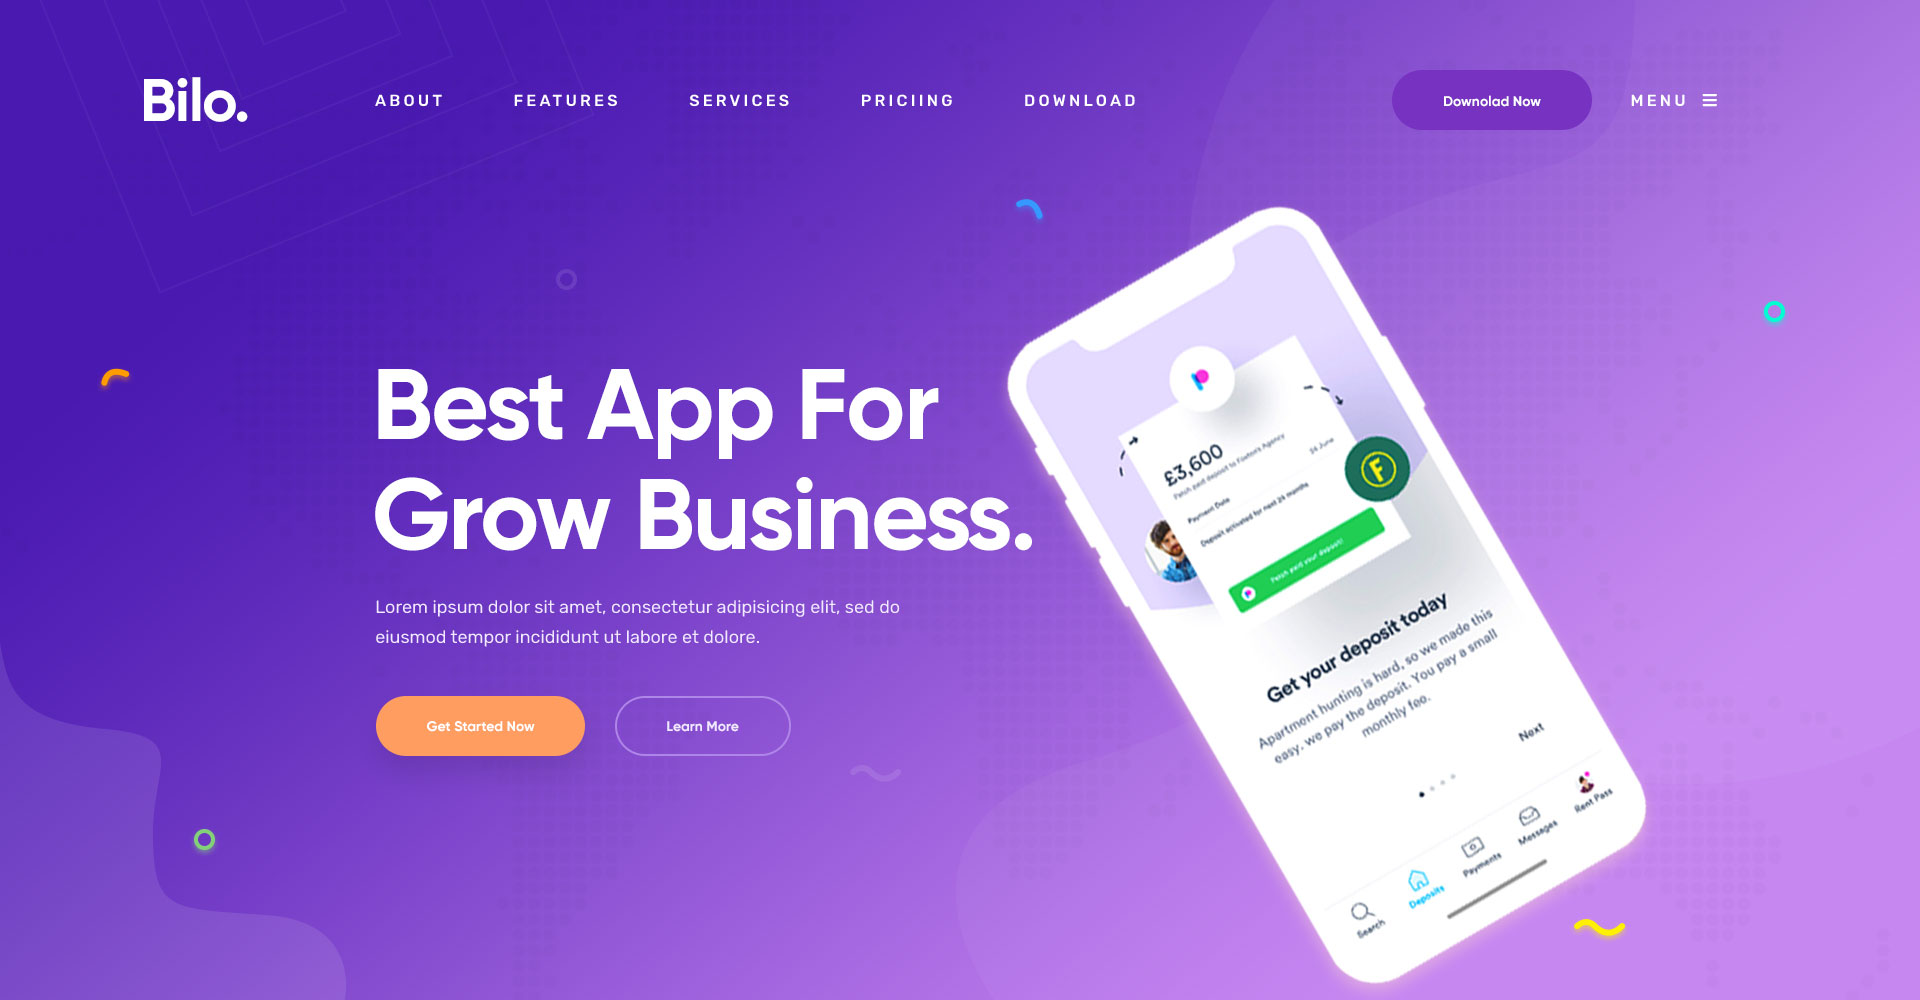 Bilo.
ABOUT
FEATURES
SERVICES
PRICIING
DOWNLOAD
Downolad Now
MENU
Best App For
Grow Business.
Lorem ipsum dolor sit amet, consectetur adipisicing elit, sed do
eiusmod tempor incididunt ut labore et dolore.
Get Started Now
Learn More
£3,600
paid deposit to Foxtons Agency
Payment Date
24 June
Deposit activated for next 24 months
paid your deposit!
Get your deposit today
Apartment hunting is hard, so we made this
easy. we pay the deposit. You pay a small
monthly fee.
Next
Search
Deposits
Payments
Messages
Rent Pass